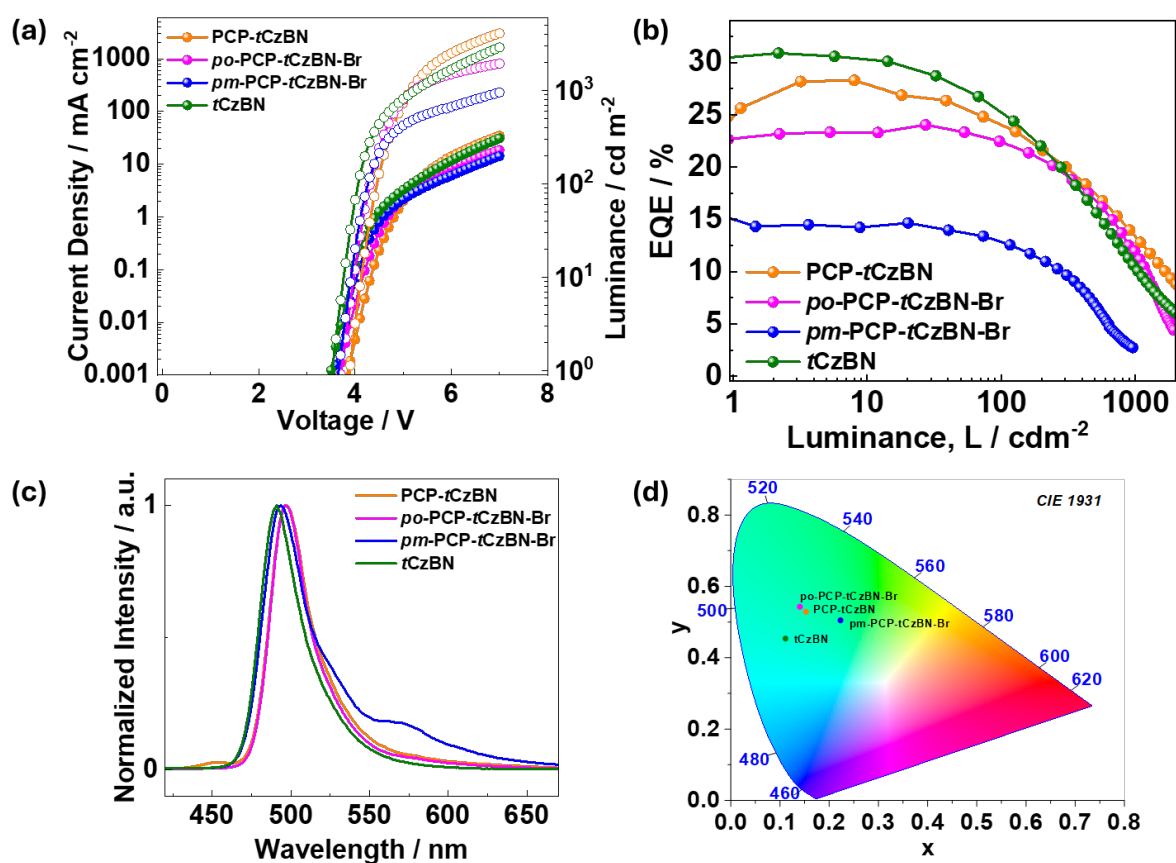 (a)
Current Density / mA cm-2
1000
100
10
1
0.1
0.01
0.001
PCP-tCzBN
po-PCP-tCzBN-Br
pm-PCP-tCzBN-Br
tCzBN
10³
10²
10¹
10⁰
Luminance / cd m-2
0 2 4 6 8
Voltage / V
(b)
EQE / %
35
30
25
20
15
10
5
0
PCP-tCzBN
po-PCP-tCzBN-Br
pm-PCP-tCzBN-Br
tCzBN
1 10 100 1000
Luminance, L / cdm-2
(c)
Normalized Intensity / a.u.
1
0
PCP-tCzBN
po-PCP-tCzBN-Br
pm-PCP-tCzBN-Br
tCzBN
450 500 550 600 650
Wavelength / nm
(d)
CIE 1931
y
0.8
0.6
0.4
0.2
0.0
520
540
560
500
580
600
620
480
460
po-PCP-tCzBN-Br
PCP-tCzBN
pm-PCP-tCzBN-Br
tCzBN
0.0 0.1 0.2 0.3 0.4 0.5 0.6 0.7 0.8
x